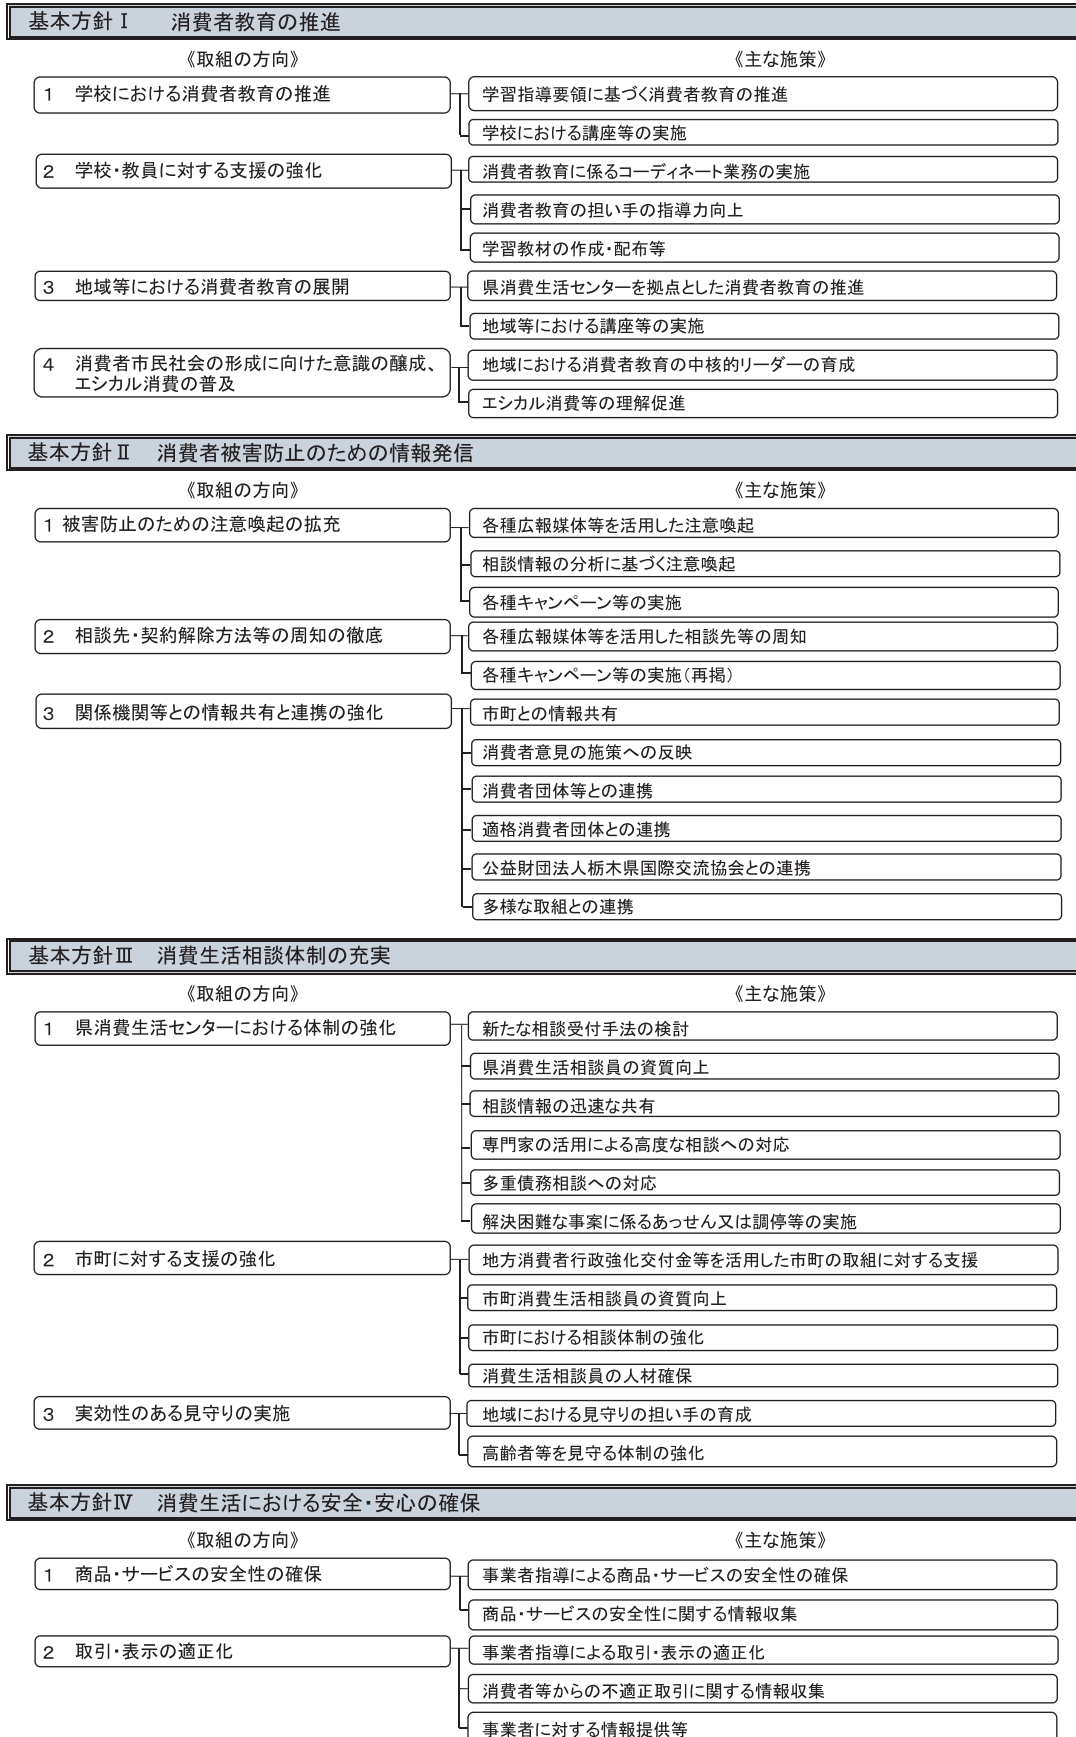 基本方針Ⅰ　消費者教育の推進
《取組の方向》　《主な施策》
1　学校における消費者教育の推進
学習指導要領に基づく消費者教育の推進
学校における講座等の実施
2　学校・教員に対する支援の強化
消費者教育に係るコーディネート業務の実施
消費者教育の担い手の指導力向上
学習教材の作成・配布等
3　地域等における消費者教育の展開
県消費生活センターを拠点とした消費者教育の推進
地域等における講座等の実施
4　消費者市民社会の形成に向けた意識の醸成、
エシカル消費の普及
地域における消費者教育の中核的リーダーの育成
エシカル消費等の理解促進
基本方針Ⅱ　消費者被害防止のための情報発信
《取組の方向》　《主な施策》
1 被害防止のための注意喚起の拡充
各種広報媒体等を活用した注意喚起
相談情報の分析に基づく注意喚起
各種キャンペーン等の実施
2　相談先・契約解除方法等の周知の徹底
各種広報媒体等を活用した相談先等の周知
各種キャンペーン等の実施（再掲）
3　関係機関等との情報共有と連携の強化
市町との情報共有
消費者意見の施策への反映
消費者団体等との連携
適格消費者団体との連携
公益財団法人栃木県国際交流協会との連携
多様な取組との連携
基本方針Ⅲ　消費生活相談体制の充実
《取組の方向》　《主な施策》
1　県消費生活センターにおける体制の強化
新たな相談受付手法の検討
県消費生活相談員の資質向上
相談情報の迅速な共有
専門家の活用による高度な相談への対応
多重債務相談への対応
解決困難な事案に係るあっせん又は調停等の実施
2　市町に対する支援の強化
地方消費者行政強化交付金等を活用した市町の取組に対する支援
市町消費生活相談員の資質向上
市町における相談体制の強化
消費生活相談員の人材確保
3　実効性のある見守りの実施
地域における見守りの担い手の育成
高齢者等を見守る体制の強化
基本方針Ⅳ　消費生活における安全・安心の確保
《取組の方向》　《主な施策》
1　商品・サービスの安全性の確保
事業者指導による商品・サービスの安全性の確保
商品・サービスの安全性に関する情報収集
2　取引・表示の適正化
事業者指導による取引・表示の適正化
消費者等からの不適正取引に関する情報収集
事業者に対する情報提供等